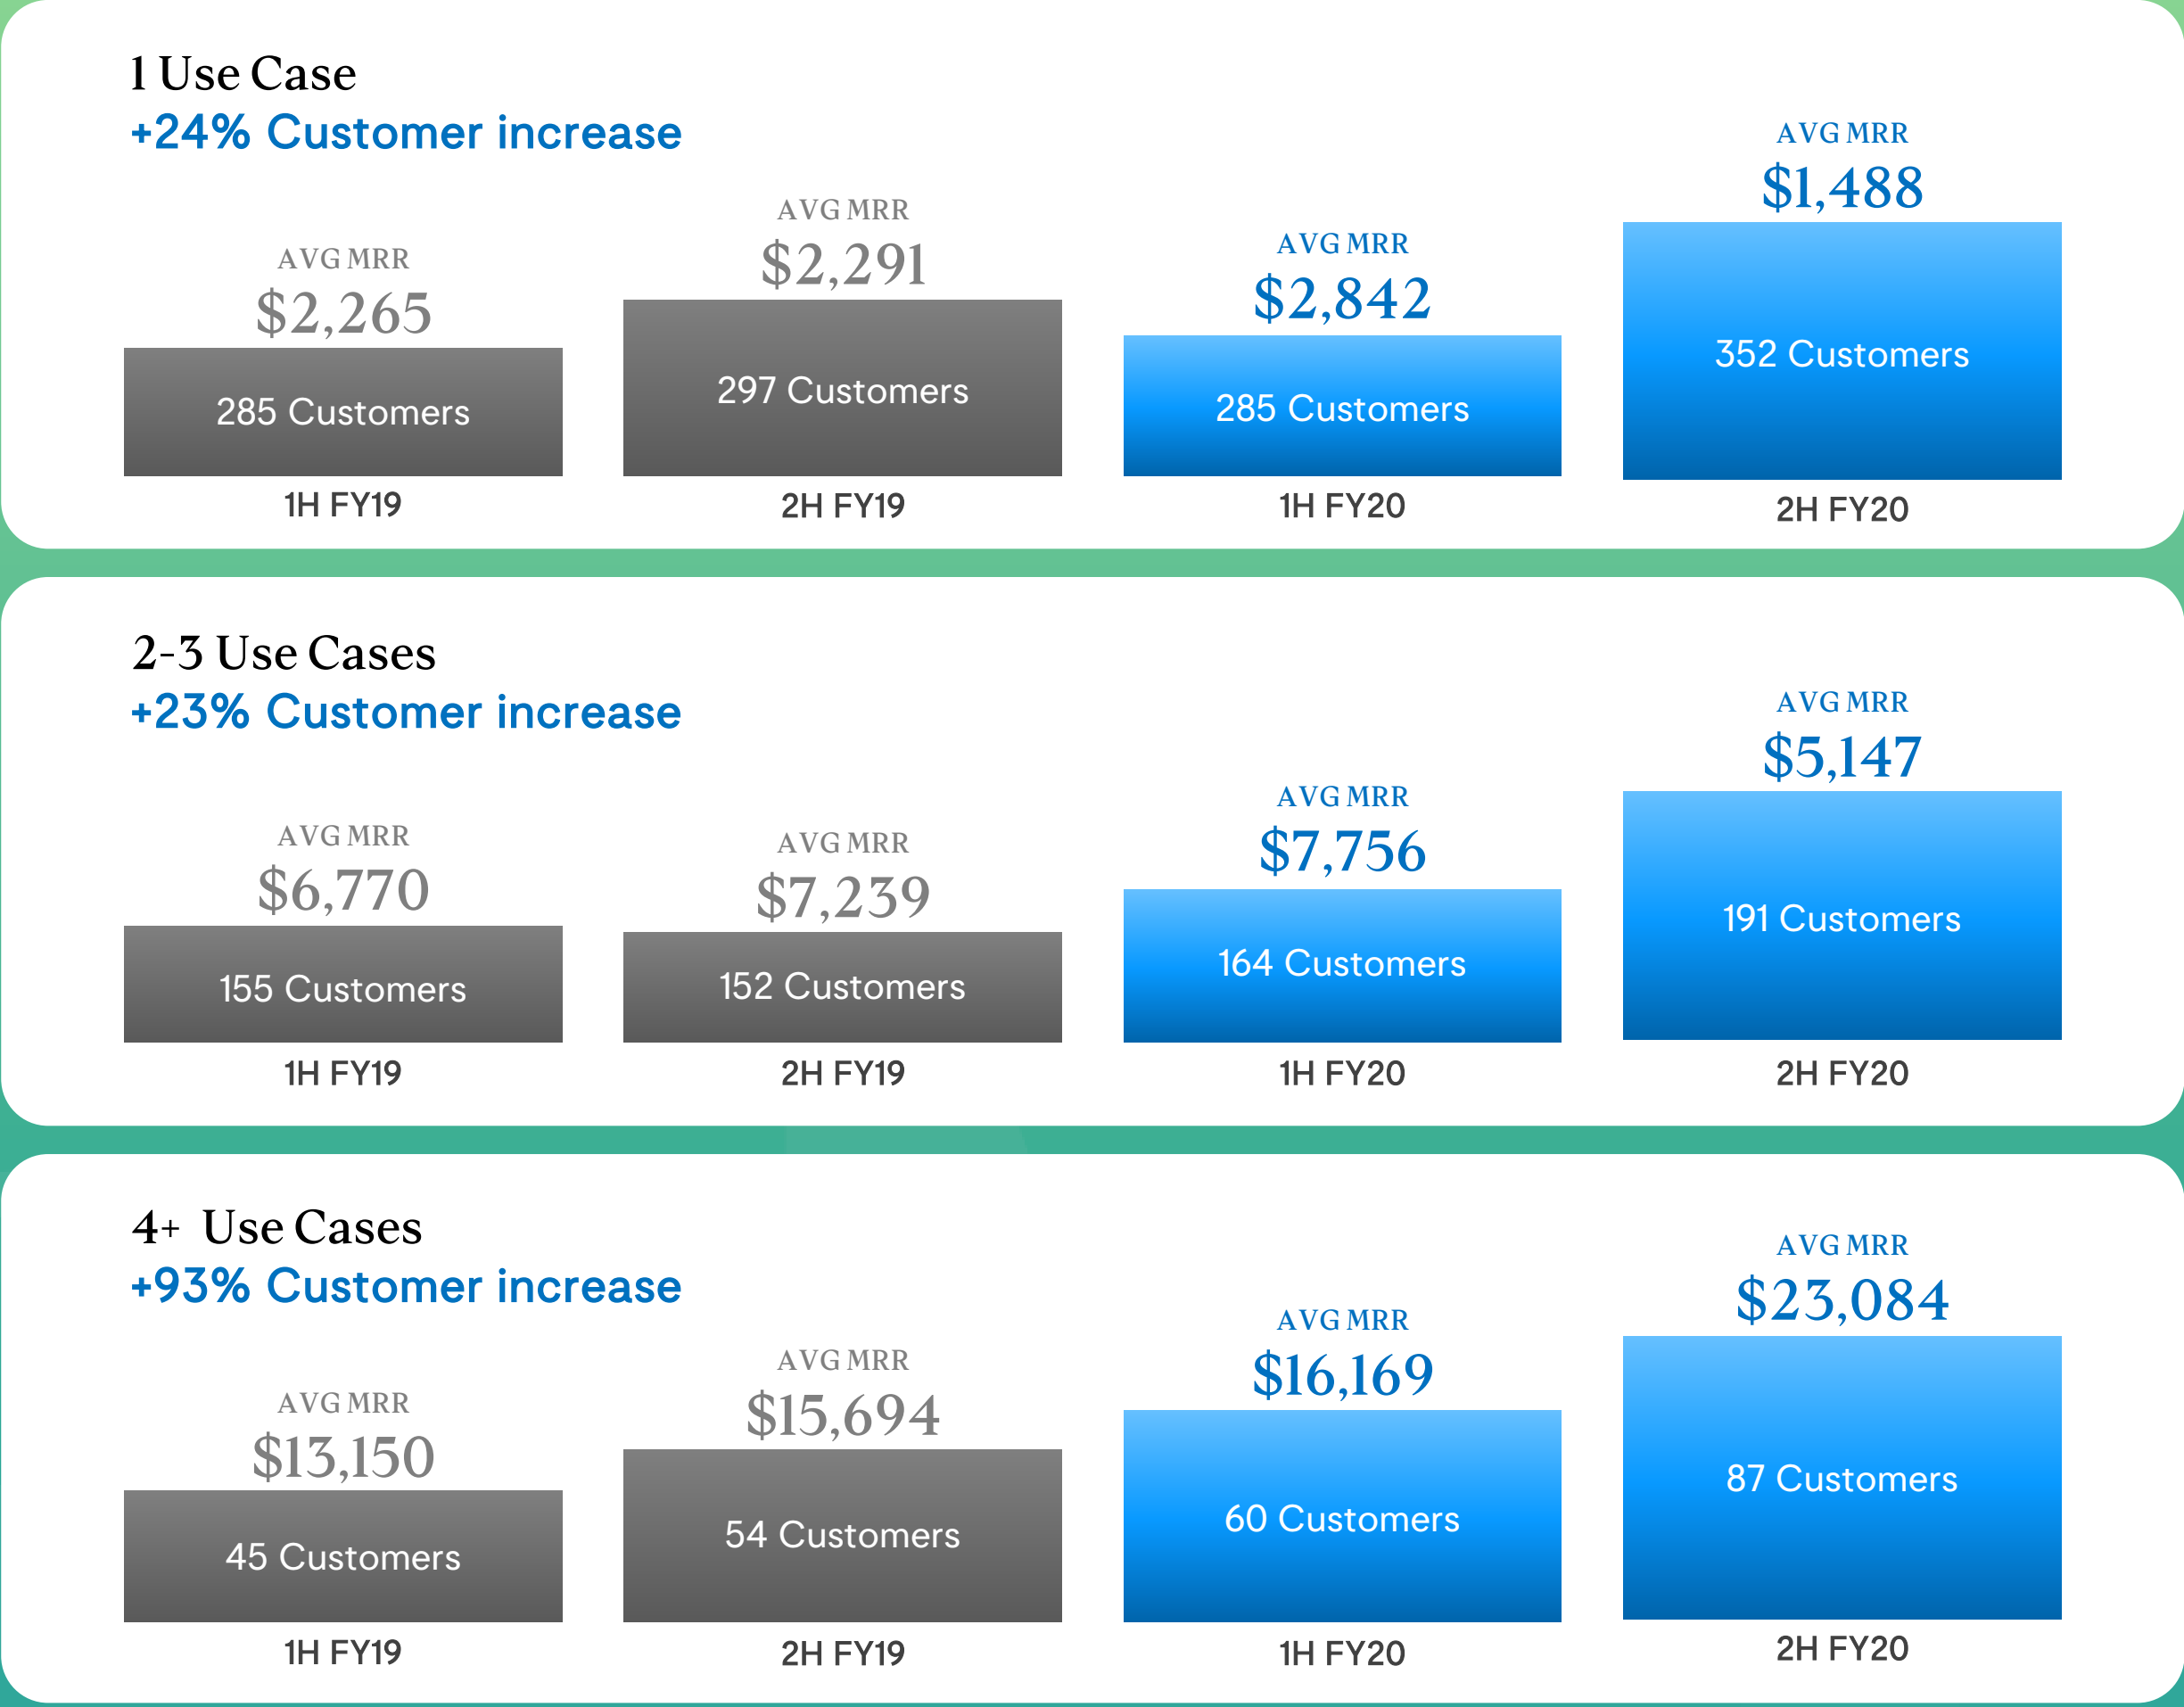 1 Use Case
+24% Customer increase
AVG MRR
$2,265
285 Customers
1H FY19
AVG MRR
$2,291
297 Customers
2H FY19
AVG MRR
$2,842
285 Customers
1H FY20
AVG MRR
$1,488
352 Customers
2H FY20
2-3 Use Cases
+23% Customer increase
AVG MRR
$6,770
155 Customers
1H FY19
AVG MRR
$7,239
152 Customers
2H FY19
AVG MRR
$7,756
164 Customers
1H FY20
AVG MRR
$5,147
191 Customers
2H FY20
4+ Use Cases
+93% Customer increase
AVG MRR
$13,150
45 Customers
1H FY19
AVG MRR
$15,694
54 Customers
2H FY19
AVG MRR
$16,169
60 Customers
1H FY20
AVG MRR
$23,084
87 Customers
2H FY20